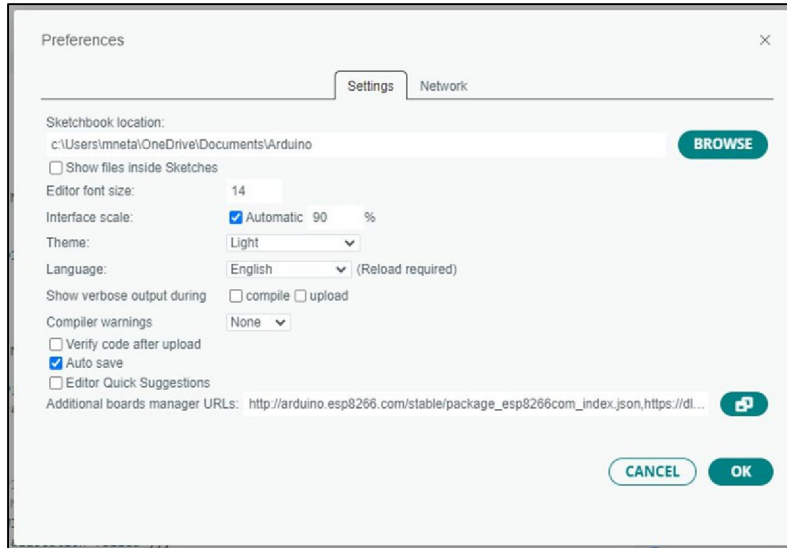 Preferences
Settings Network
Sketchbook location:
c:\Users\mneta\OneDrive\Documents\Arduino BROWSE
Show files inside Sketches
Editor font size: 14
Interface scale: Automatic 90 %
Theme: Light
Language: English (Reload required)
Show verbose output during compile upload
Compiler warnings None
Verify code after upload
Auto save
Editor Quick Suggestions
Additional boards manager URLs: http://arduino.esp8266.com/stable/package_esp8266com_index.json,https://dl...
CANCEL OK